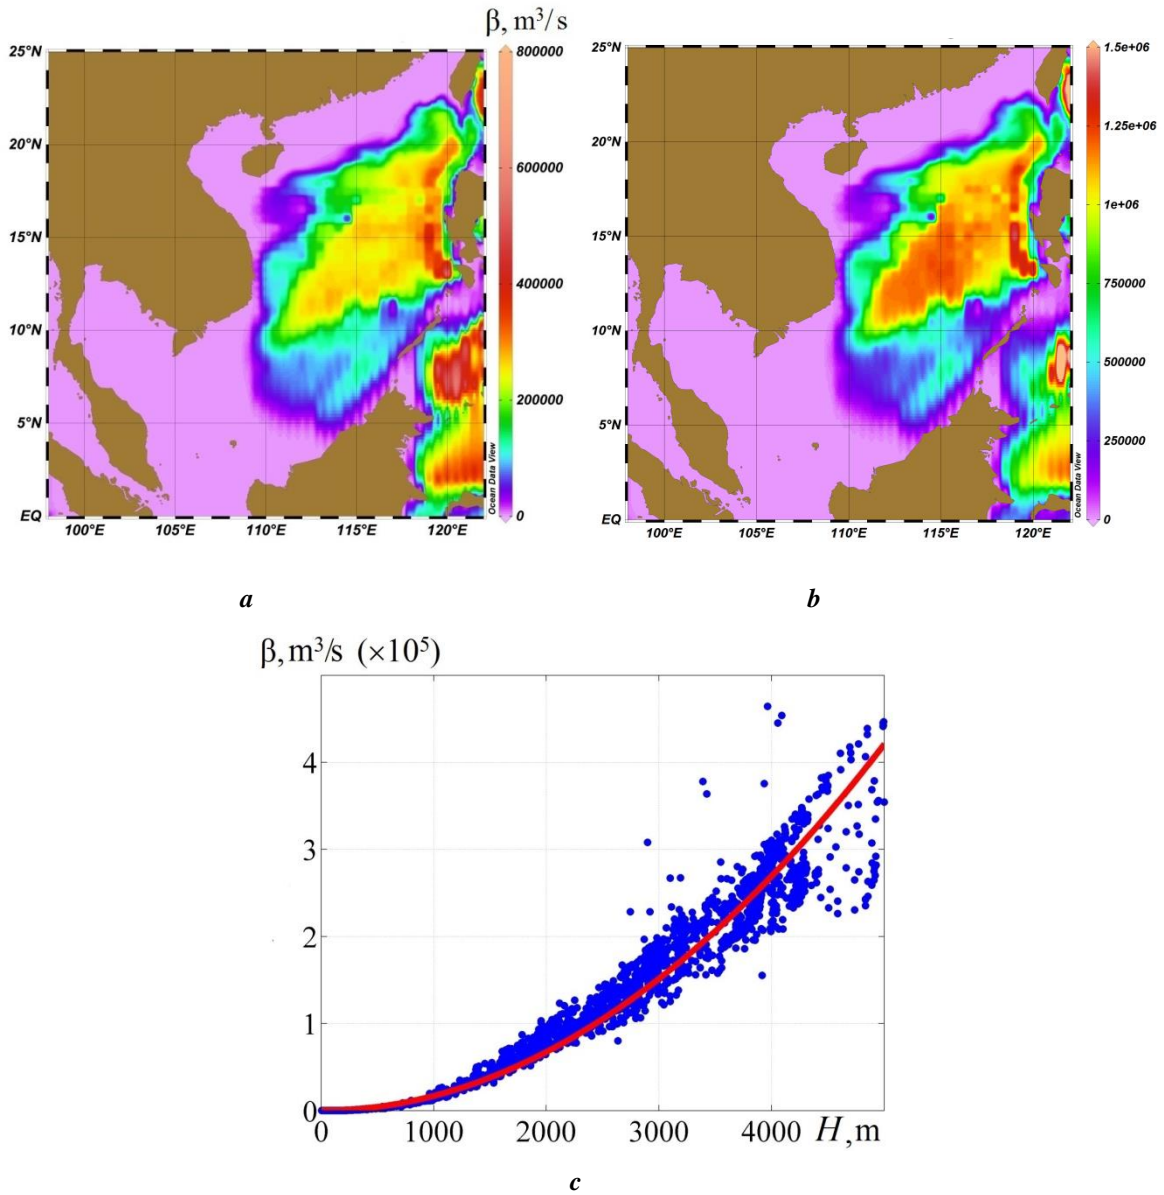 β, m³/s
25°N
20°N
15°N
10°N
5°N
EQ
100°E 105°E 110°E 115°E 120°E
800000
600000
400000
200000
0
Ocean Data View
25°N
20°N
15°N
10°N
5°N
EQ
100°E 105°E 110°E 115°E 120°E
1.5e+06
1.25e+06
1e+06
750000
500000
250000
0
Ocean Data View
a b
β, m³/s (×10⁵)
4
3
2
1
0
0 1000 2000 3000 4000 H, m
c